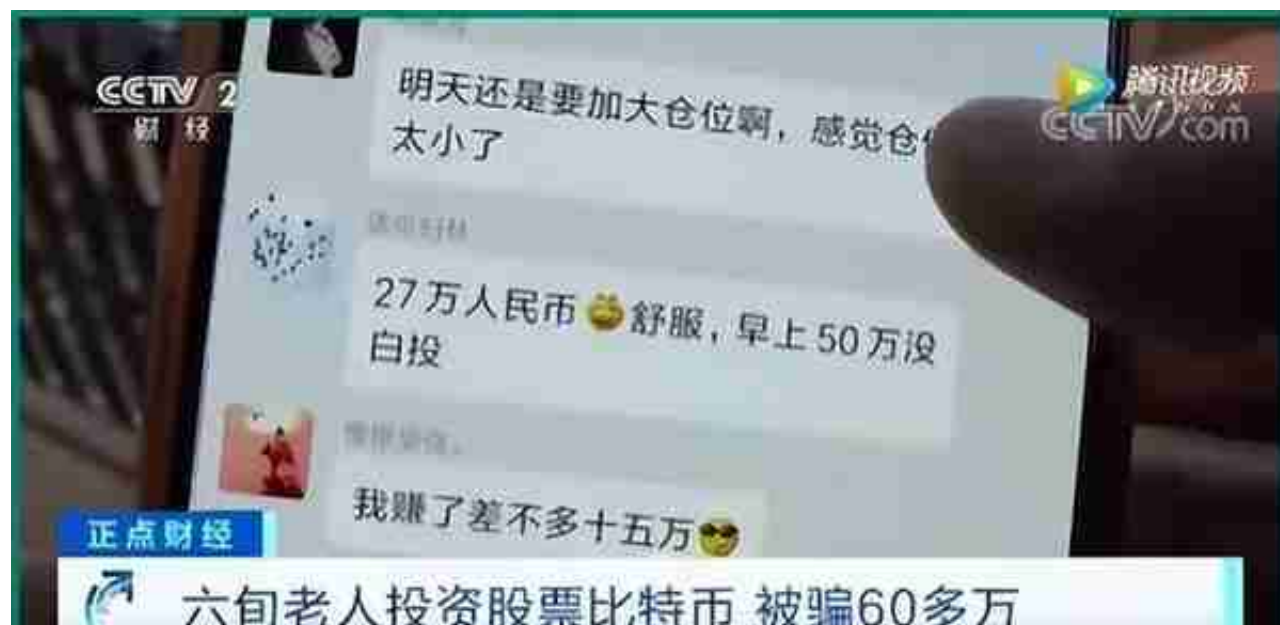 CCTV 2
财经
腾讯视频
CCTV.com
明天还是要加大仓位啊，感觉仓
太小了
27万人民币😊舒服，早上50万没
白投
我赚了差不多十五万😎
正点财经
六旬老人投资股票比特币 被骗60多万